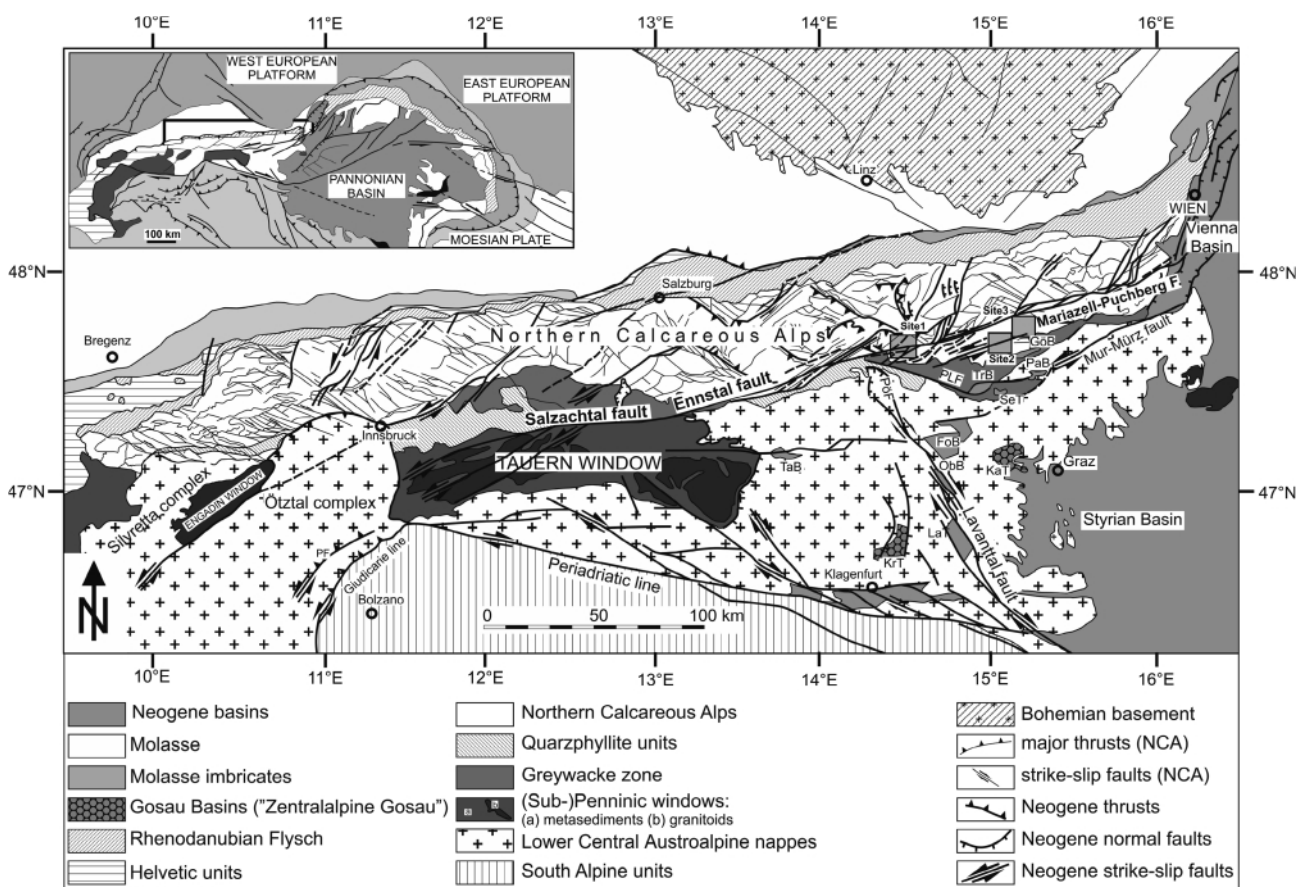 10°E 11°E 12°E 13°E 14°E 15°E 16°E
WEST EUROPEAN
PLATFORM
EAST EUROPEAN
PLATFORM
PANNONIAN
BASIN
MOESIAN PLATE
100 km
48°N
48°N
47°N
47°N
Linz
WIEN
Vienna
Basin
Salzburg
Bregenz
Northern Calcareous Alps
Site1
Site3
Site2
Mariazell-Puchberg F.
GöB
PaB
TrB
PLF
PöF
SeT
Mur-Mürz fault
Ennstal fault
Salzachtal fault
Innsbruck
TAUERN WINDOW
TaB
FoB
ObB
KaT
Graz
Styrian Basin
Silvretta complex
ENGADIN WINDOW
Ötztal complex
LaT
Lavanttal fault
KrT
PF
Giudicarie line
Periadriatic line
Klagenfurt
Bolzano
N
0 50 100 km
10°E 11°E 12°E 13°E 14°E 15°E 16°E
Neogene basins
Molasse
Molasse imbricates
Gosau Basins ("Zentralalpine Gosau")
Rhenodanubian Flysch
Helvetic units
Northern Calcareous Alps
Quarzphyllite units
Greywacke zone
a
b
(Sub-)Penninic windows:
(a) metasediments (b) granitoids
Lower Central Austroalpine nappes
South Alpine units
Bohemian basement
major thrusts (NCA)
strike-slip faults (NCA)
Neogene thrusts
Neogene normal faults
Neogene strike-slip faults